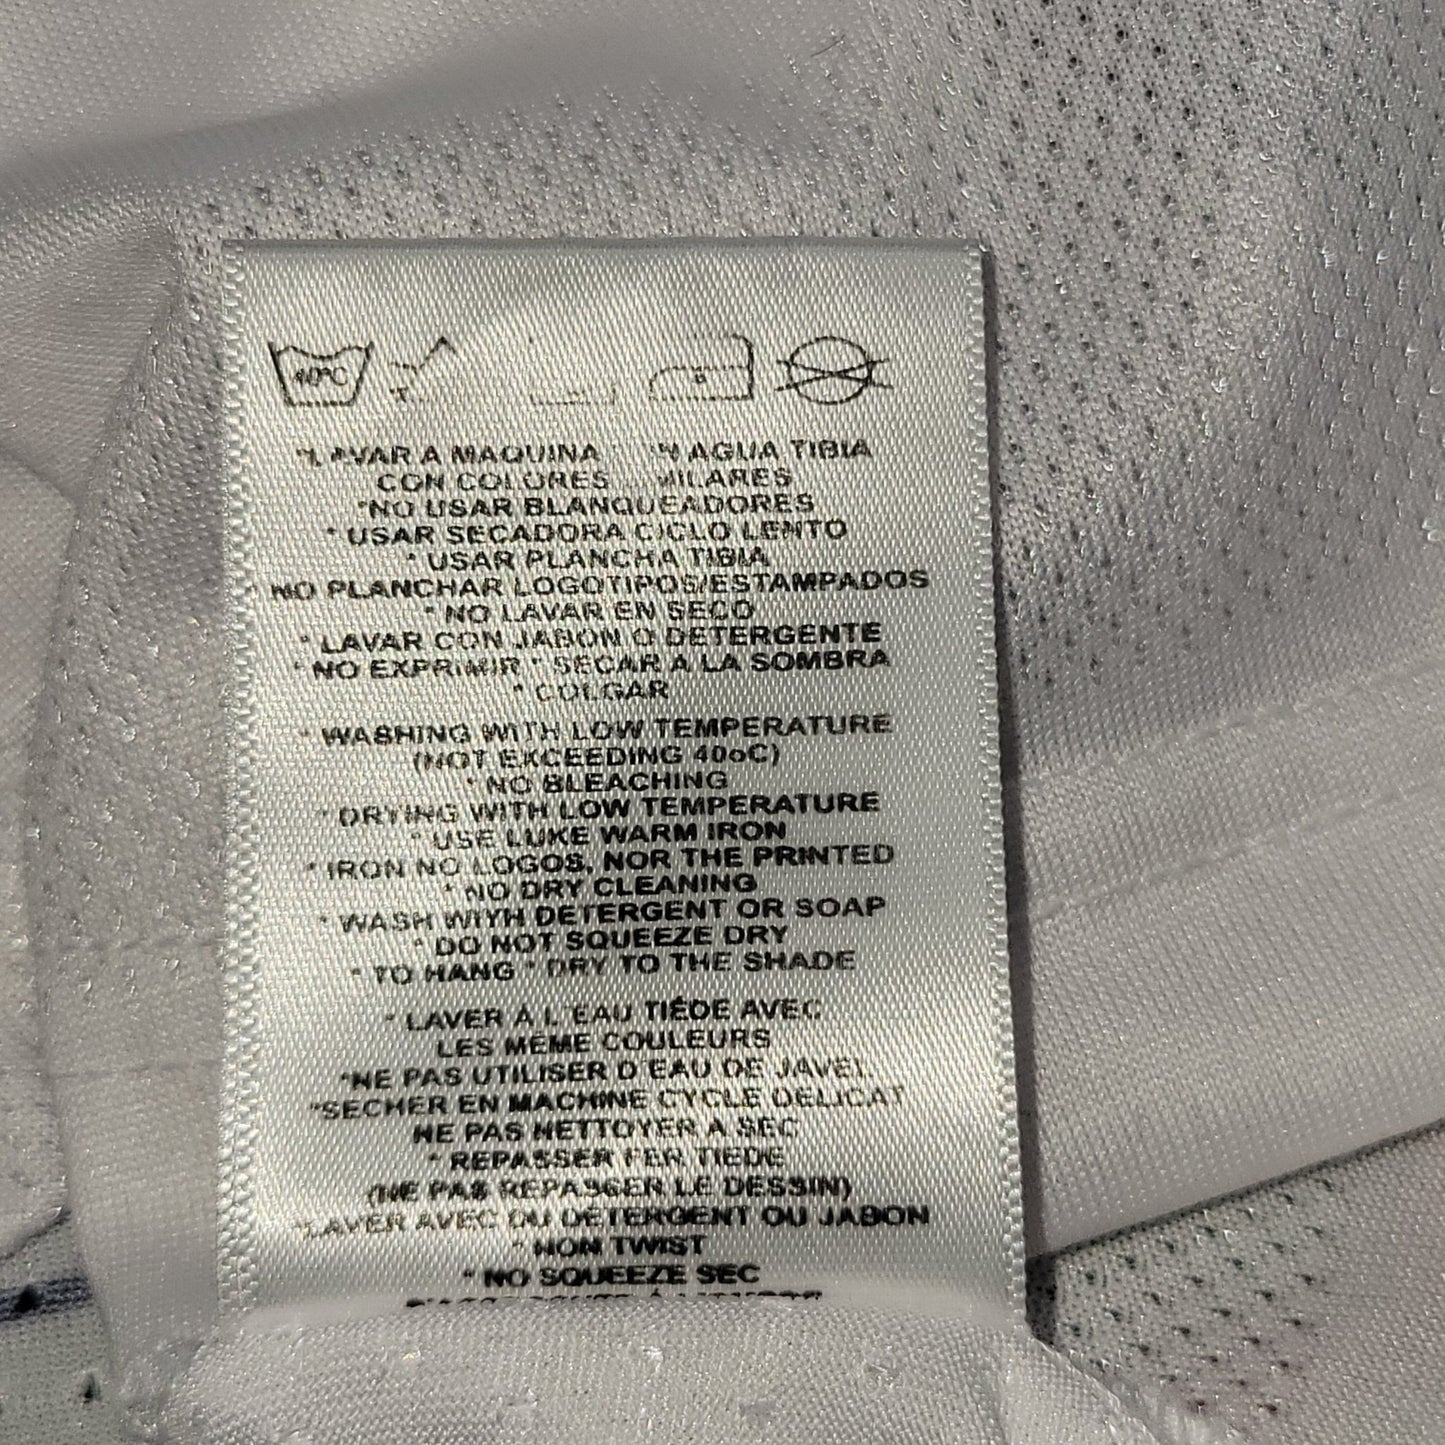 40°C
*LAVAR A MAQUINA EN AGUA TIBIA
CON COLORES SIMILARES
*NO USAR BLANQUEADORES
* USAR SECADORA CICLO LENTO
* USAR PLANCHA TIBIA
NO PLANCHAR LOGOTIPOS/ESTAMPADOS
* NO LAVAR EN SECO
* LAVAR CON JABON O DETERGENTE
* NO EXPRIMIR * SECAR A LA SOMBRA
* COLGAR
* WASHING WITH LOW TEMPERATURE
(NOT EXCEEDING 40oC)
* NO BLEACHING
* DRYING WITH LOW TEMPERATURE
* USE LUKE WARM IRON
* IRON NO LOGOS, NOR THE PRINTED
* NO DRY CLEANING
* WASH WIYH DETERGENT OR SOAP
* DO NOT SQUEEZE DRY
* TO HANG * DRY TO THE SHADE
* LAVER À L'EAU TIÉDE AVEC
LES MÊME COULEURS
*NE PAS UTILISER D'EAU DE JAVEL
*SECHER EN MACHINE CYCLE DÉLICAT
NE PAS NETTOYER A SEC
* REPASSER FER TIEDE
(NE PAS REPASSER LE DESSIN)
*LAVER AVEC DU DÉTERGENT OU JABON
* NON TWIST
* NO SQUEEZE SEC